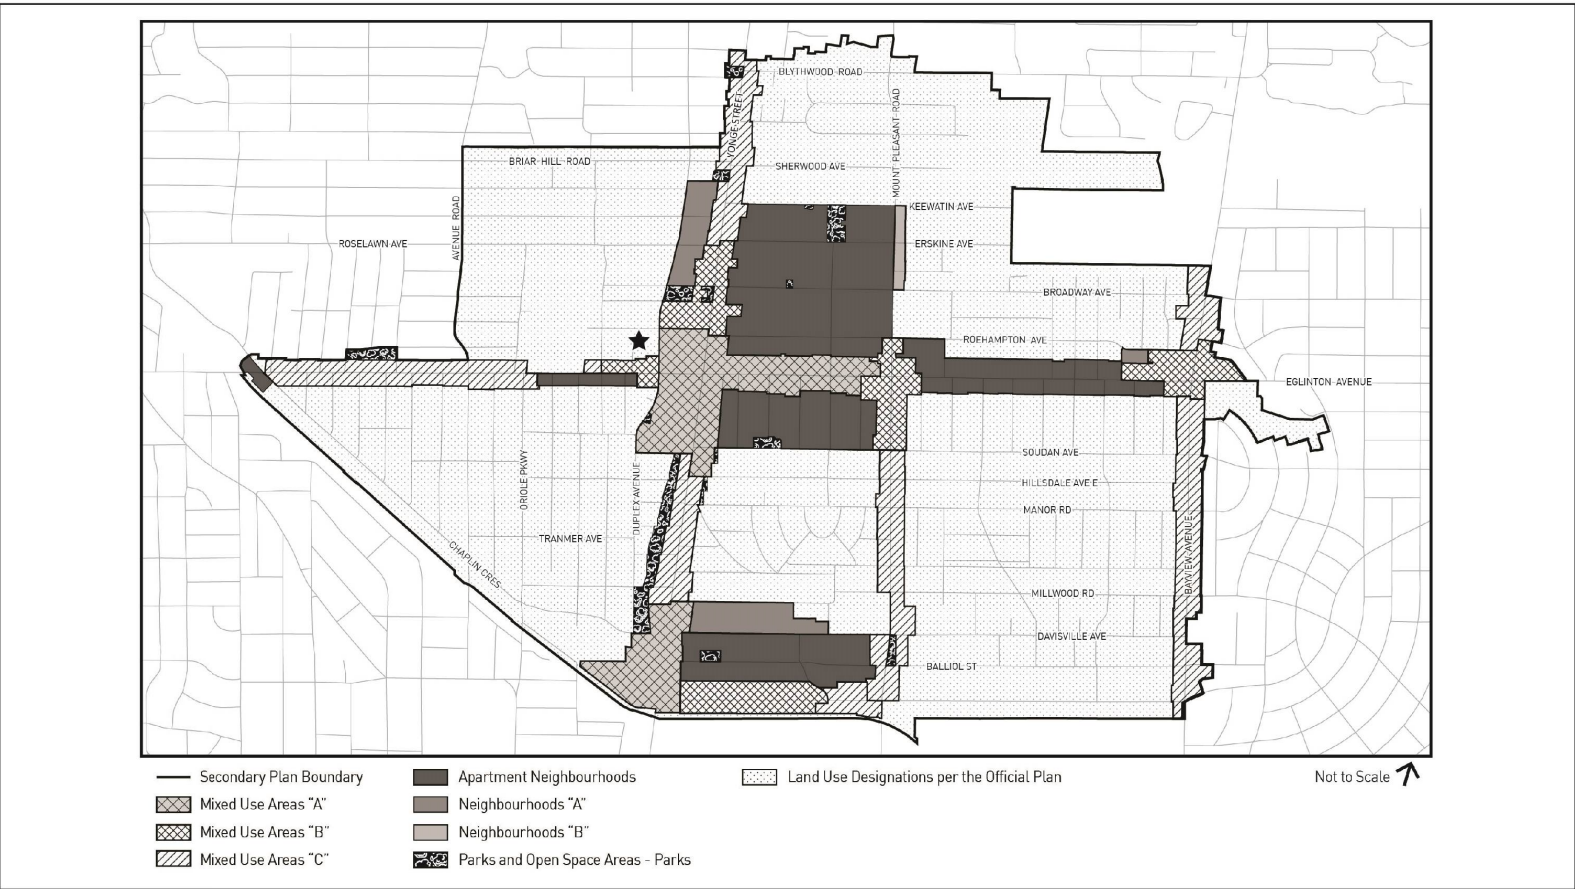 BLYTHWOOD ROAD
YONGE STREET
MOUNT PLEASANT ROAD
BRIAR HILL ROAD
SHERWOOD AVE
KEEWATIN AVE
AVENUE ROAD
ROSELAWN AVE
ERSKINE AVE
BROADWAY AVE
ROEHAMPTON AVE
EGLINTON AVENUE
SOUDAN AVE
ORIOLE PKWY
DUPLEX AVENUE
HILLSDALE AVE E
MANOR RD
TRANMER AVE
BAYVIEW AVENUE
CHAPLIN CRES
MILLWOOD RD
DAVISVILLE AVE
BALLIOL ST
Secondary Plan Boundary
Mixed Use Areas “A”
Mixed Use Areas “B”
Mixed Use Areas “C”
Apartment Neighbourhoods
Neighbourhoods “A”
Neighbourhoods “B”
Parks and Open Space Areas - Parks
Land Use Designations per the Official Plan
Not to Scale